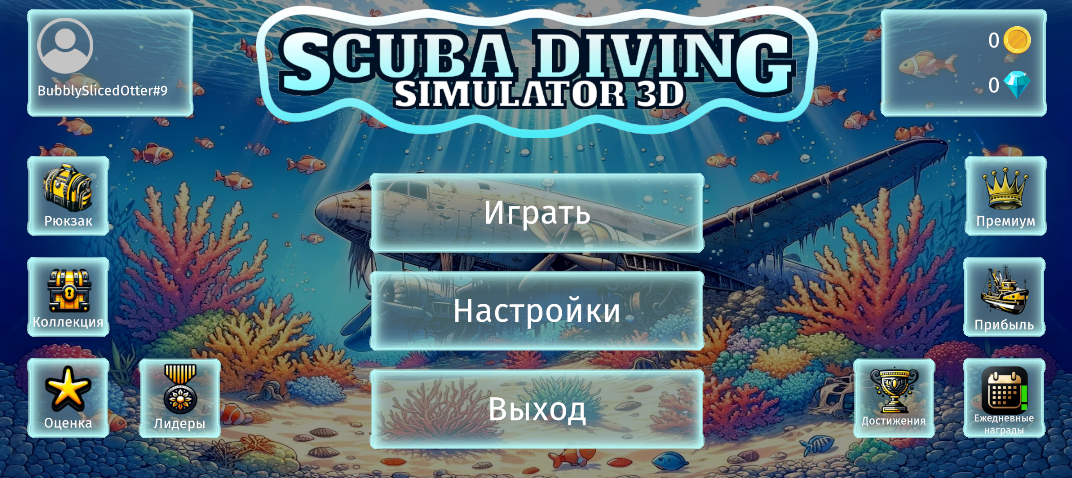 SCUBA DIVING
SIMULATOR 3D
BubblySlicedOtter#9
0
0
Рюкзак
Играть
Премиум
Коллекция
Настройки
Прибыль
Оценка
Лидеры
Выход
Достижения
Ежедневные
награды